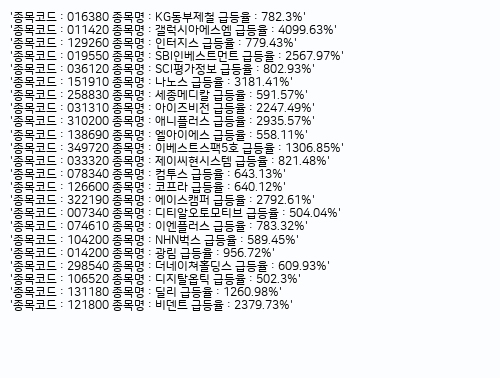 '종목코드 : 016380 종목명 : KG동부제철 급등율 : 782.3%'
'종목코드 : 011420 종목명 : 갤럭시아에스엠 급등율 : 4099.63%'
'종목코드 : 129260 종목명 : 인터지스 급등율 : 779.43%'
'종목코드 : 019550 종목명 : SBI인베스트먼트 급등율 : 2567.97%'
'종목코드 : 036120 종목명 : SCI평가정보 급등율 : 802.93%'
'종목코드 : 151910 종목명 : 나노스 급등율 : 3181.41%'
'종목코드 : 258830 종목명 : 세종메디칼 급등율 : 591.57%'
'종목코드 : 031310 종목명 : 아이즈비전 급등율 : 2247.49%'
'종목코드 : 310200 종목명 : 애니플러스 급등율 : 2935.57%'
'종목코드 : 138690 종목명 : 엘아이에스 급등율 : 558.11%'
'종목코드 : 349720 종목명 : 이베스트스팩5호 급등율 : 1306.85%'
'종목코드 : 033320 종목명 : 제이씨현시스템 급등율 : 821.48%'
'종목코드 : 078340 종목명 : 컴투스 급등율 : 643.13%'
'종목코드 : 126600 종목명 : 코프라 급등율 : 640.12%'
'종목코드 : 322190 종목명 : 에이스캠퍼 급등율 : 2792.61%'
'종목코드 : 007340 종목명 : 디티알오토모티브 급등율 : 504.04%'
'종목코드 : 074610 종목명 : 이엔플러스 급등율 : 783.32%'
'종목코드 : 104200 종목명 : NHN벅스 급등율 : 589.45%'
'종목코드 : 014200 종목명 : 광림 급등율 : 956.72%'
'종목코드 : 298540 종목명 : 더네이쳐홀딩스 급등율 : 609.93%'
'종목코드 : 106520 종목명 : 디지탈옵틱 급등율 : 502.3%'
'종목코드 : 131180 종목명 : 딜리 급등율 : 1260.98%'
'종목코드 : 121800 종목명 : 비덴트 급등율 : 2379.73%'